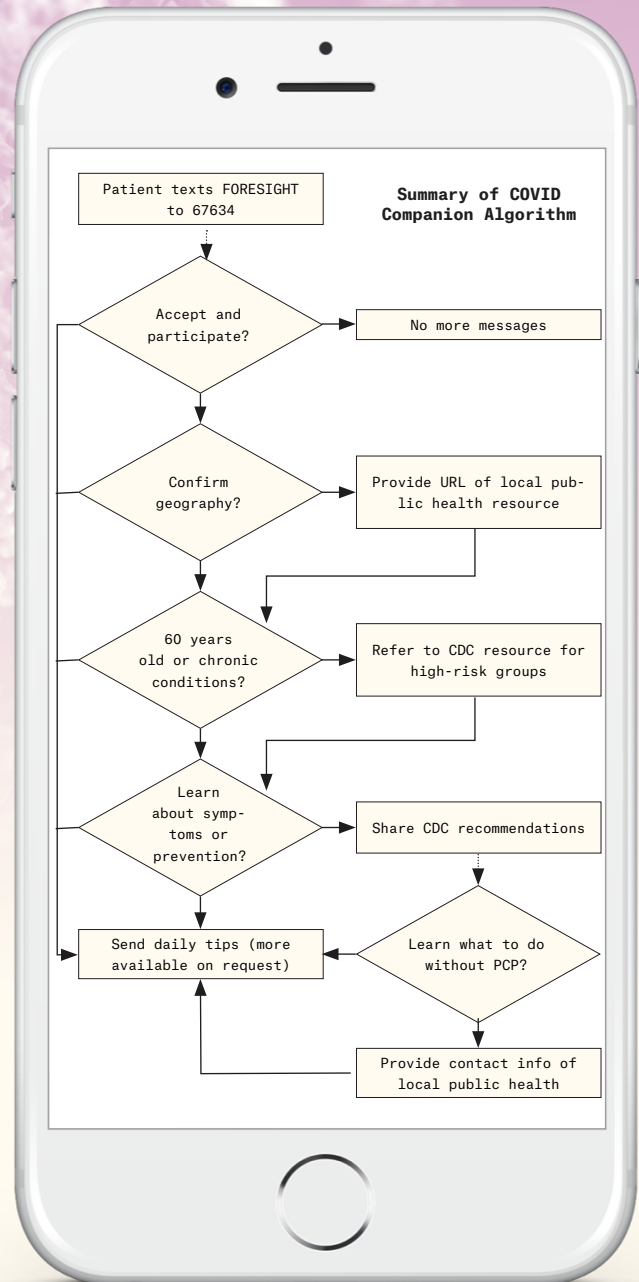 Patient texts FORESIGHT
to 67634
Summary of COVID
Companion Algorithm
Accept and
participate?
No more messages
Confirm
geography?
Provide URL of local pub-
lic health resource
60 years
old or chronic
conditions?
Refer to CDC resource for
high-risk groups
Learn
about symp-
toms or
prevention?
Share CDC recommendations
Send daily tips (more
available on request)
Learn what to do
without PCP?
Provide contact info of
local public health